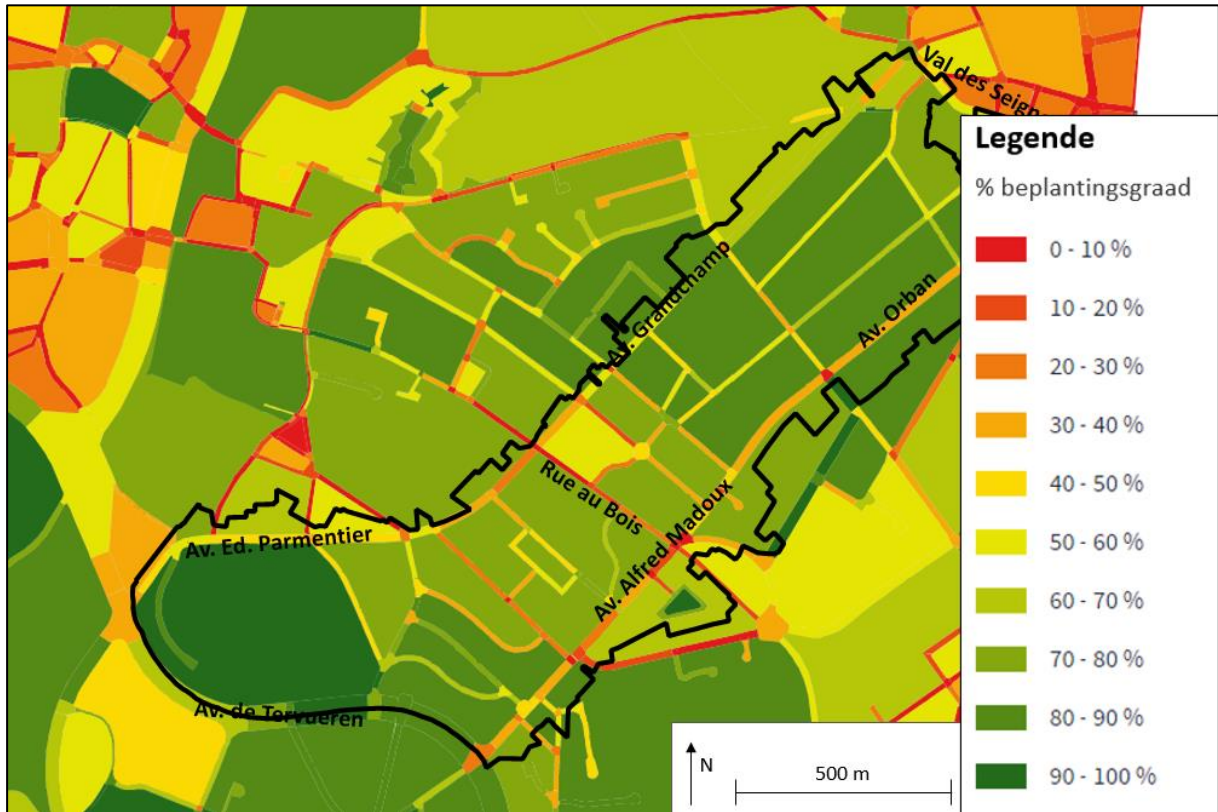 Val des Seign
Av. Grandchamp
Av. Orban
Rue au Bois
Av. Alfred Madoux
Av. Ed. Parmentier
Av. de Tervueren
Legende
% beplantingsgraad
0 - 10 %
10 - 20 %
20 - 30 %
30 - 40 %
40 - 50 %
50 - 60 %
60 - 70 %
70 - 80 %
80 - 90 %
90 - 100 %
N
500 m